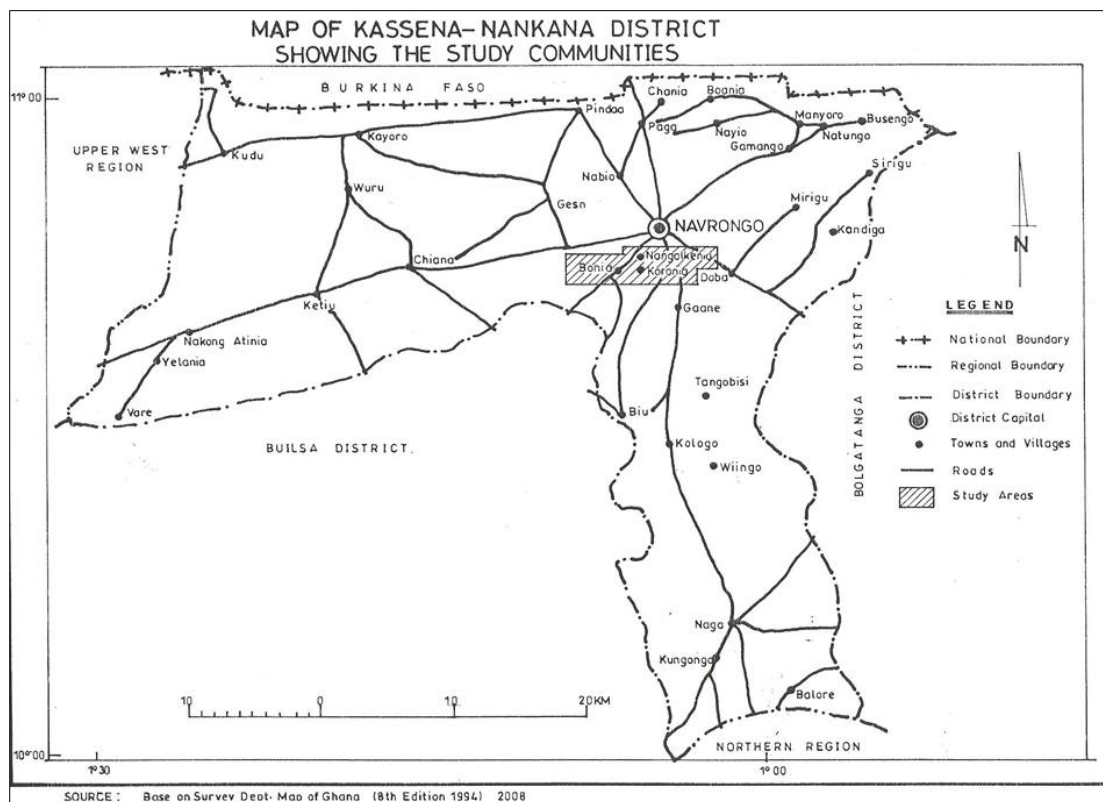 MAP OF KASSENA-NANKANA DISTRICT
SHOWING THE STUDY COMMUNITIES
11° 00
BURKINA FASO
UPPER WEST
REGION
Kudu
Kayoro
Pindaa
Chania
Boania
Paga
Nayio
Manyoro
Busengo
Natungo
Gamango
Sirigu
Nabio
Wuru
Gesn
Mirigu
Kandiga
NAVRONGO
N
Chiana
Bonia
Nangalkenia
Korania
Doba
Ketiu
Gaane
Nakong Atinia
Yelania
Vare
Tangobisi
Biu
BUILSA DISTRICT.
Kologo
Wiingo
BOLGATANGA DISTRICT
LEGEND
National Boundary
Regional Boundary
District Boundary
District Capital
Towns and Villages
Roads
Study Areas
Naga
Kungongo
Balore
10 0 10 20 KM
NORTHERN REGION
1°30
1°00
SOURCE : Base on Survey Dept- Map of Ghana (8th Edition 1994) 2008